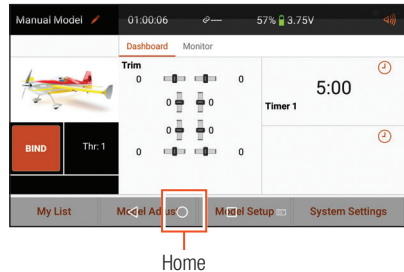 Manual Model 01:00:06 ---- 57% 3.75V
Dashboard Monitor
Trim
0 0
0 0
0 0
0 0
5:00
Timer 1
BIND
Thr: 1
My List Model Adjust Model Setup System Settings
Home